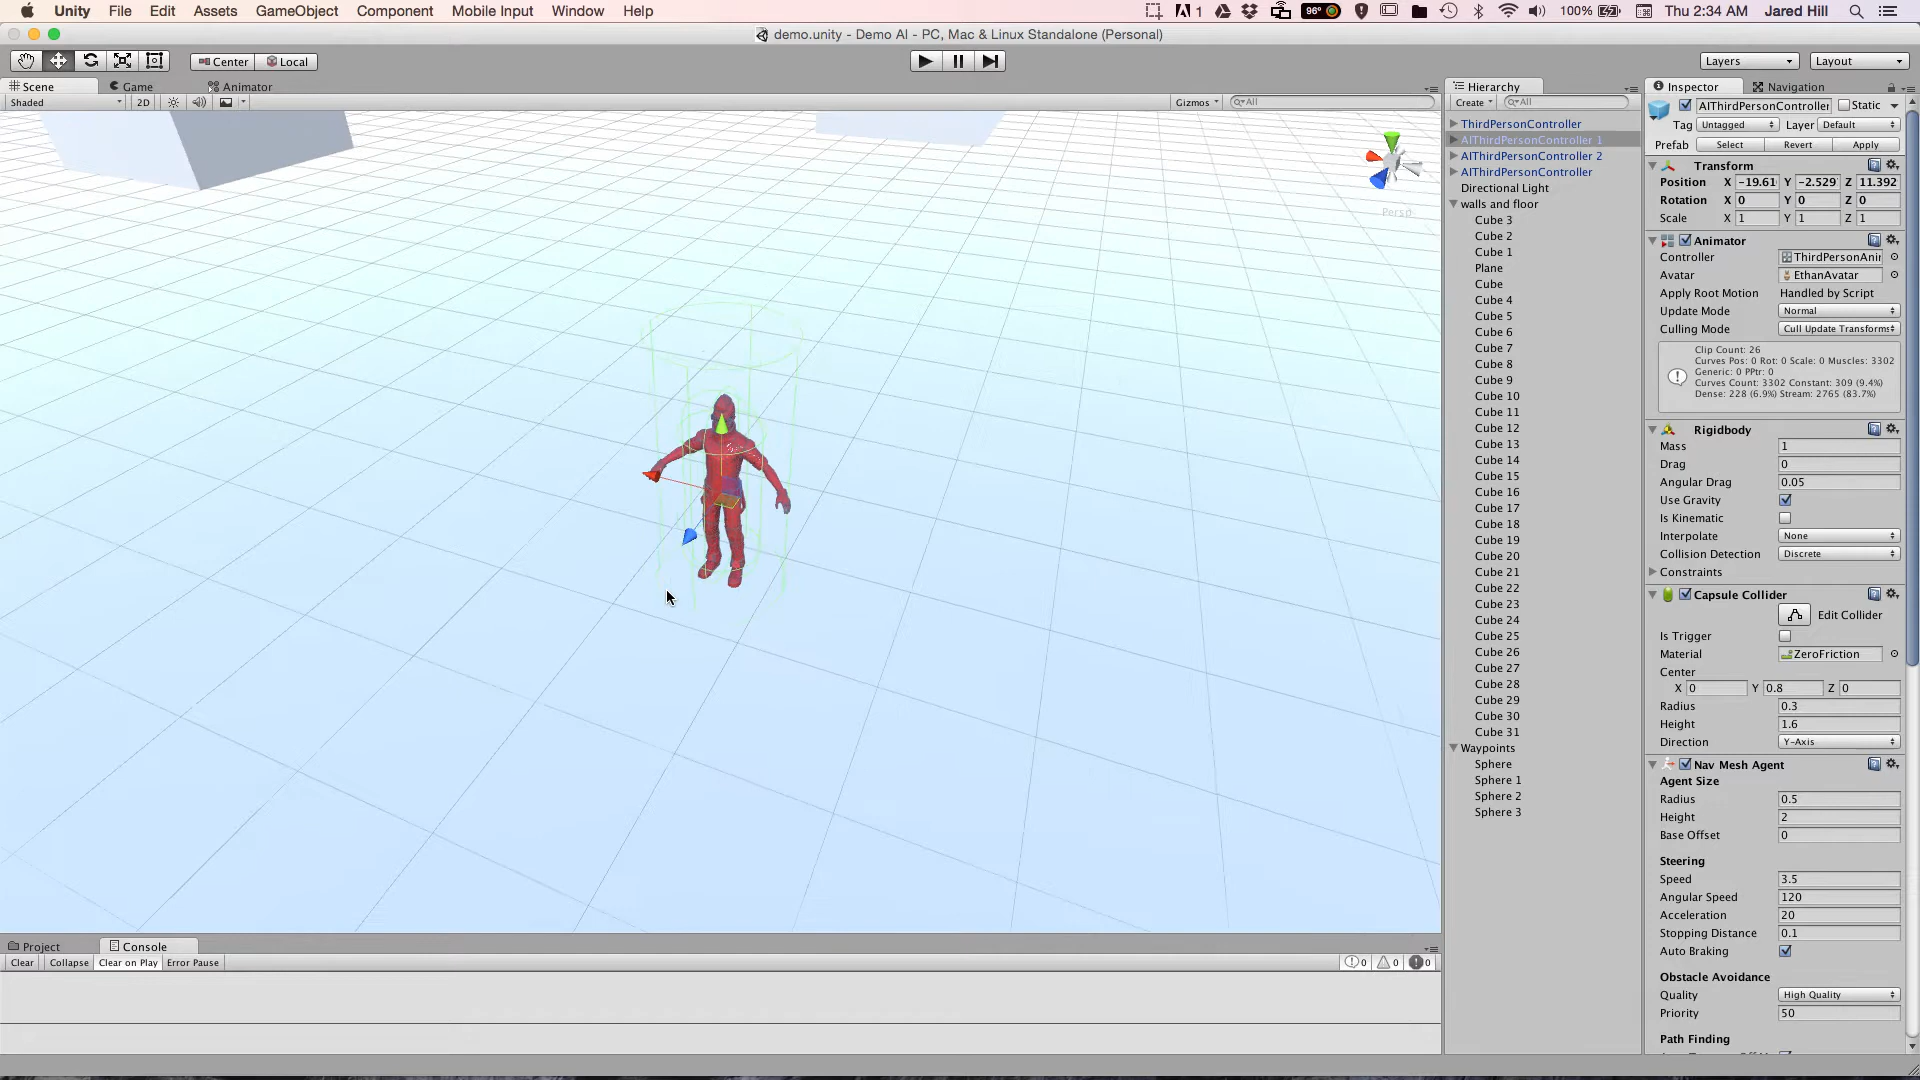 Unity File Edit Assets GameObject Component Mobile Input Window Help 1 96° 100% Thu 2:34 AM Jared Hill
demo.unity - Demo AI - PC, Mac & Linux Standalone (Personal)
Center Local Layers Layout
Scene Game Animator
Shaded 2D Gizmos All
Persp
Hierarchy
Create All
ThirdPersonController
AIThirdPersonController 1
AIThirdPersonController 2
AIThirdPersonController
Directional Light
walls and floor
Cube 3
Cube 2
Cube 1
Plane
Cube
Cube 4
Cube 5
Cube 6
Cube 7
Cube 8
Cube 9
Cube 10
Cube 11
Cube 12
Cube 13
Cube 14
Cube 15
Cube 16
Cube 17
Cube 18
Cube 19
Cube 20
Cube 21
Cube 22
Cube 23
Cube 24
Cube 25
Cube 26
Cube 27
Cube 28
Cube 29
Cube 30
Cube 31
Waypoints
Sphere
Sphere 1
Sphere 2
Sphere 3
Inspector Navigation
AIThirdPersonController Static
Tag Untagged Layer Default
Prefab Select Revert Apply
Transform
Position X -19.61 Y -2.529 Z 11.392
Rotation X 0 Y 0 Z 0
Scale X 1 Y 1 Z 1
Animator
Controller ThirdPersonAni
Avatar EthanAvatar
Apply Root Motion Handled by Script
Update Mode Normal
Culling Mode Cull Update Transforms
Clip Count: 26
Curves Pos: 0 Rot: 0 Scale: 0 Muscles: 3302
Generic: 0 PPtr: 0
Curves Count: 3302 Constant: 309 (9.4%)
Dense: 228 (6.9%) Stream: 2765 (83.7%)
Rigidbody
Mass 1
Drag 0
Angular Drag 0.05
Use Gravity
Is Kinematic
Interpolate None
Collision Detection Discrete
Constraints
Capsule Collider
Edit Collider
Is Trigger
Material ZeroFriction
Center
X 0 Y 0.8 Z 0
Radius 0.3
Height 1.6
Direction Y-Axis
Nav Mesh Agent
Agent Size
Radius 0.5
Height 2
Base Offset 0
Steering
Speed 3.5
Angular Speed 120
Acceleration 20
Stopping Distance 0.1
Auto Braking
Obstacle Avoidance
Quality High Quality
Priority 50
Path Finding
Project Console
Clear Collapse Clear on Play Error Pause 0 0 0